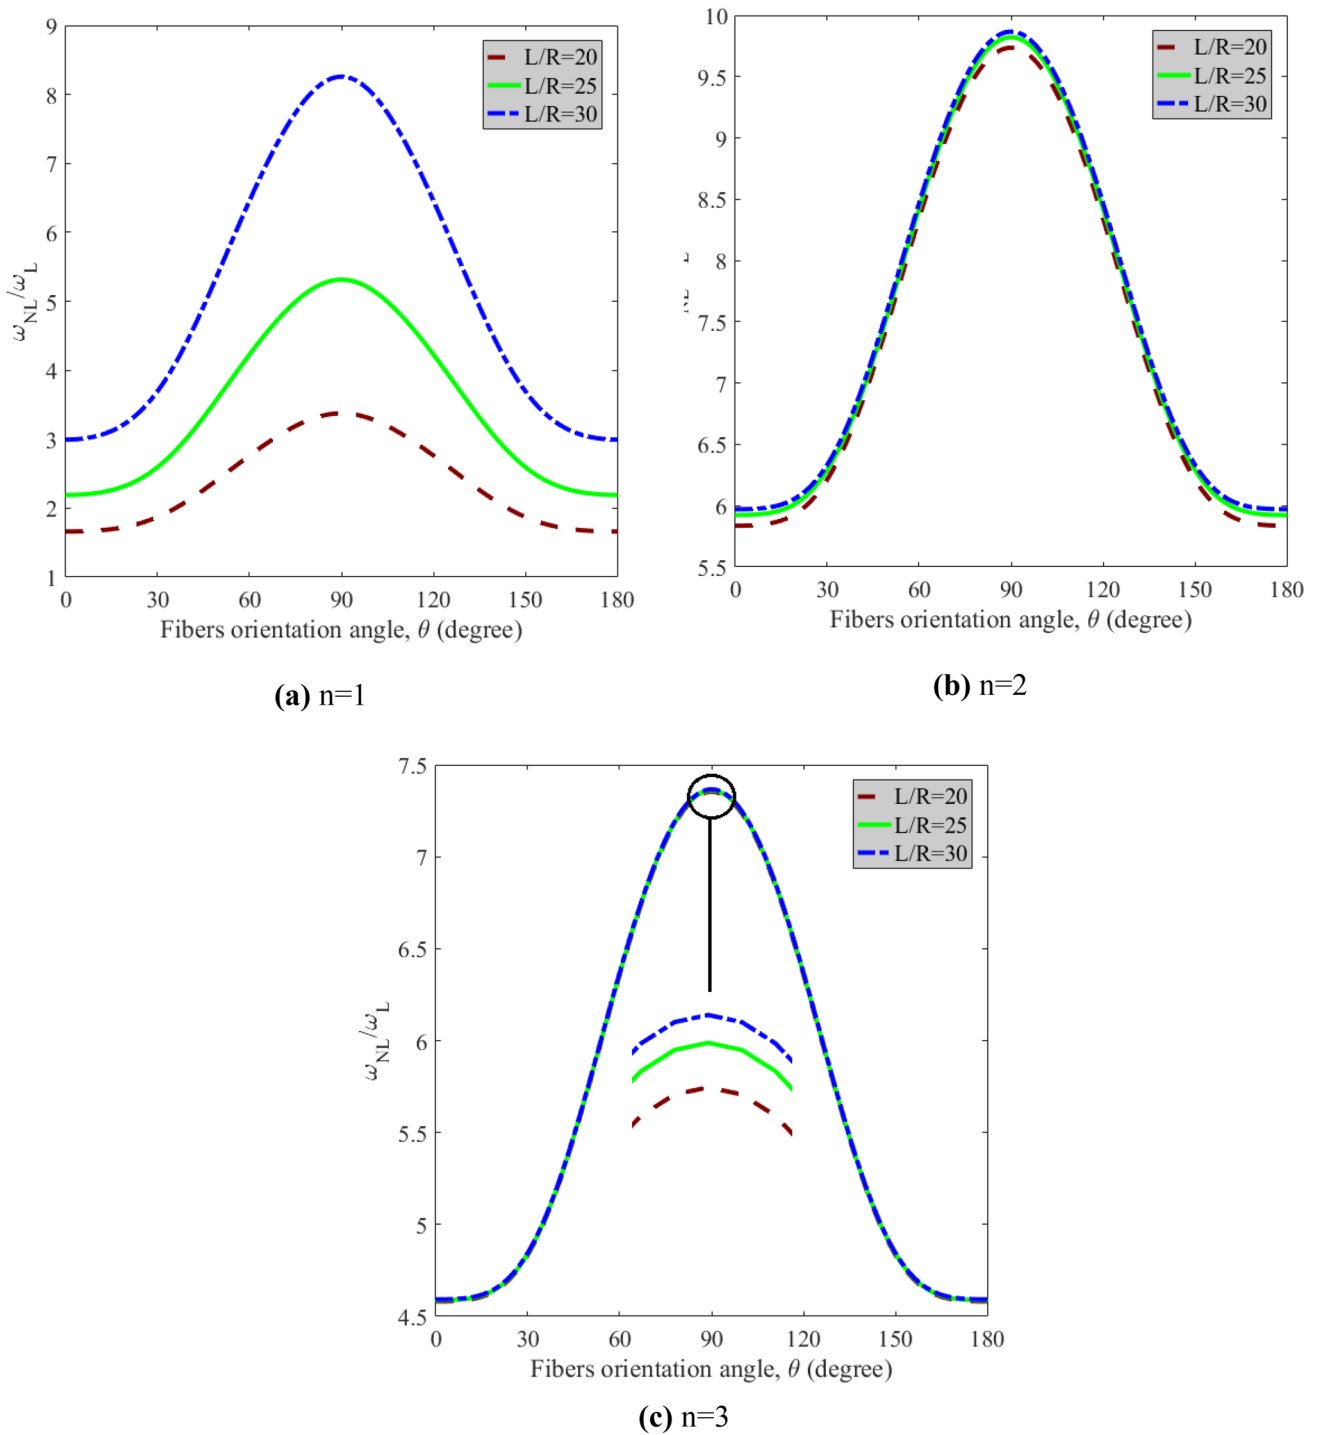 9
8
7
6
5
4
3
2
1
ω_NL/ω_L
L/R=20
L/R=25
L/R=30
0 30 60 90 120 150 180
Fibers orientation angle, θ (degree)
(a) n=1
10
9.5
9
8.5
8
7.5
7
6.5
6
5.5
L/R=20
L/R=25
L/R=30
0 30 60 90 120 150 180
Fibers orientation angle, θ (degree)
(b) n=2
7.5
7
6.5
6
5.5
5
4.5
ω_NL/ω_L
L/R=20
L/R=25
L/R=30
0 30 60 90 120 150 180
Fibers orientation angle, θ (degree)
(c) n=3